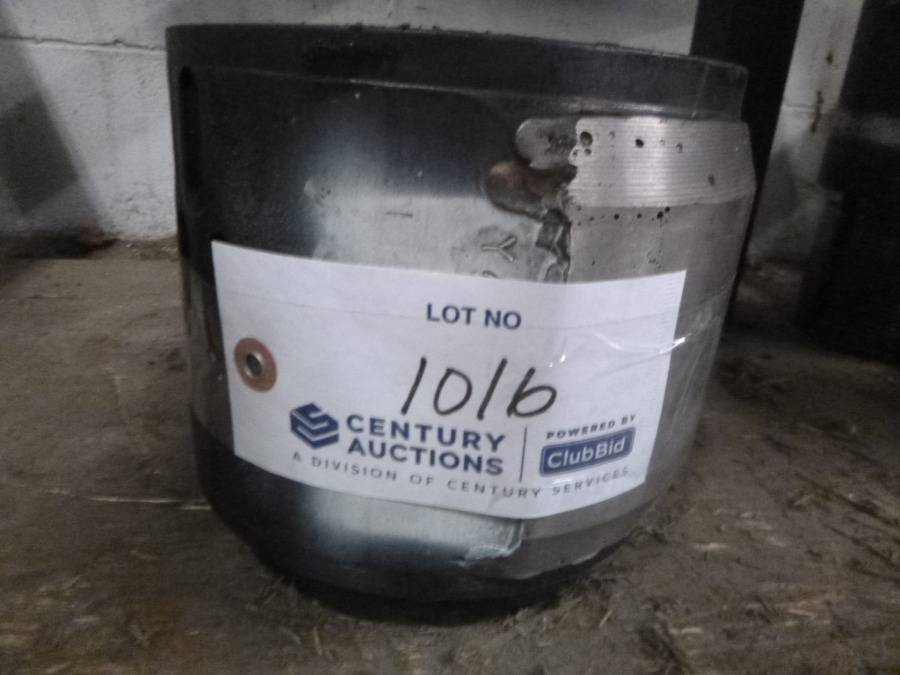 LOT NO
1016
CENTURY
AUCTIONS
A DIVISION OF CENTURY SERVICES
POWERED BY
ClubBid